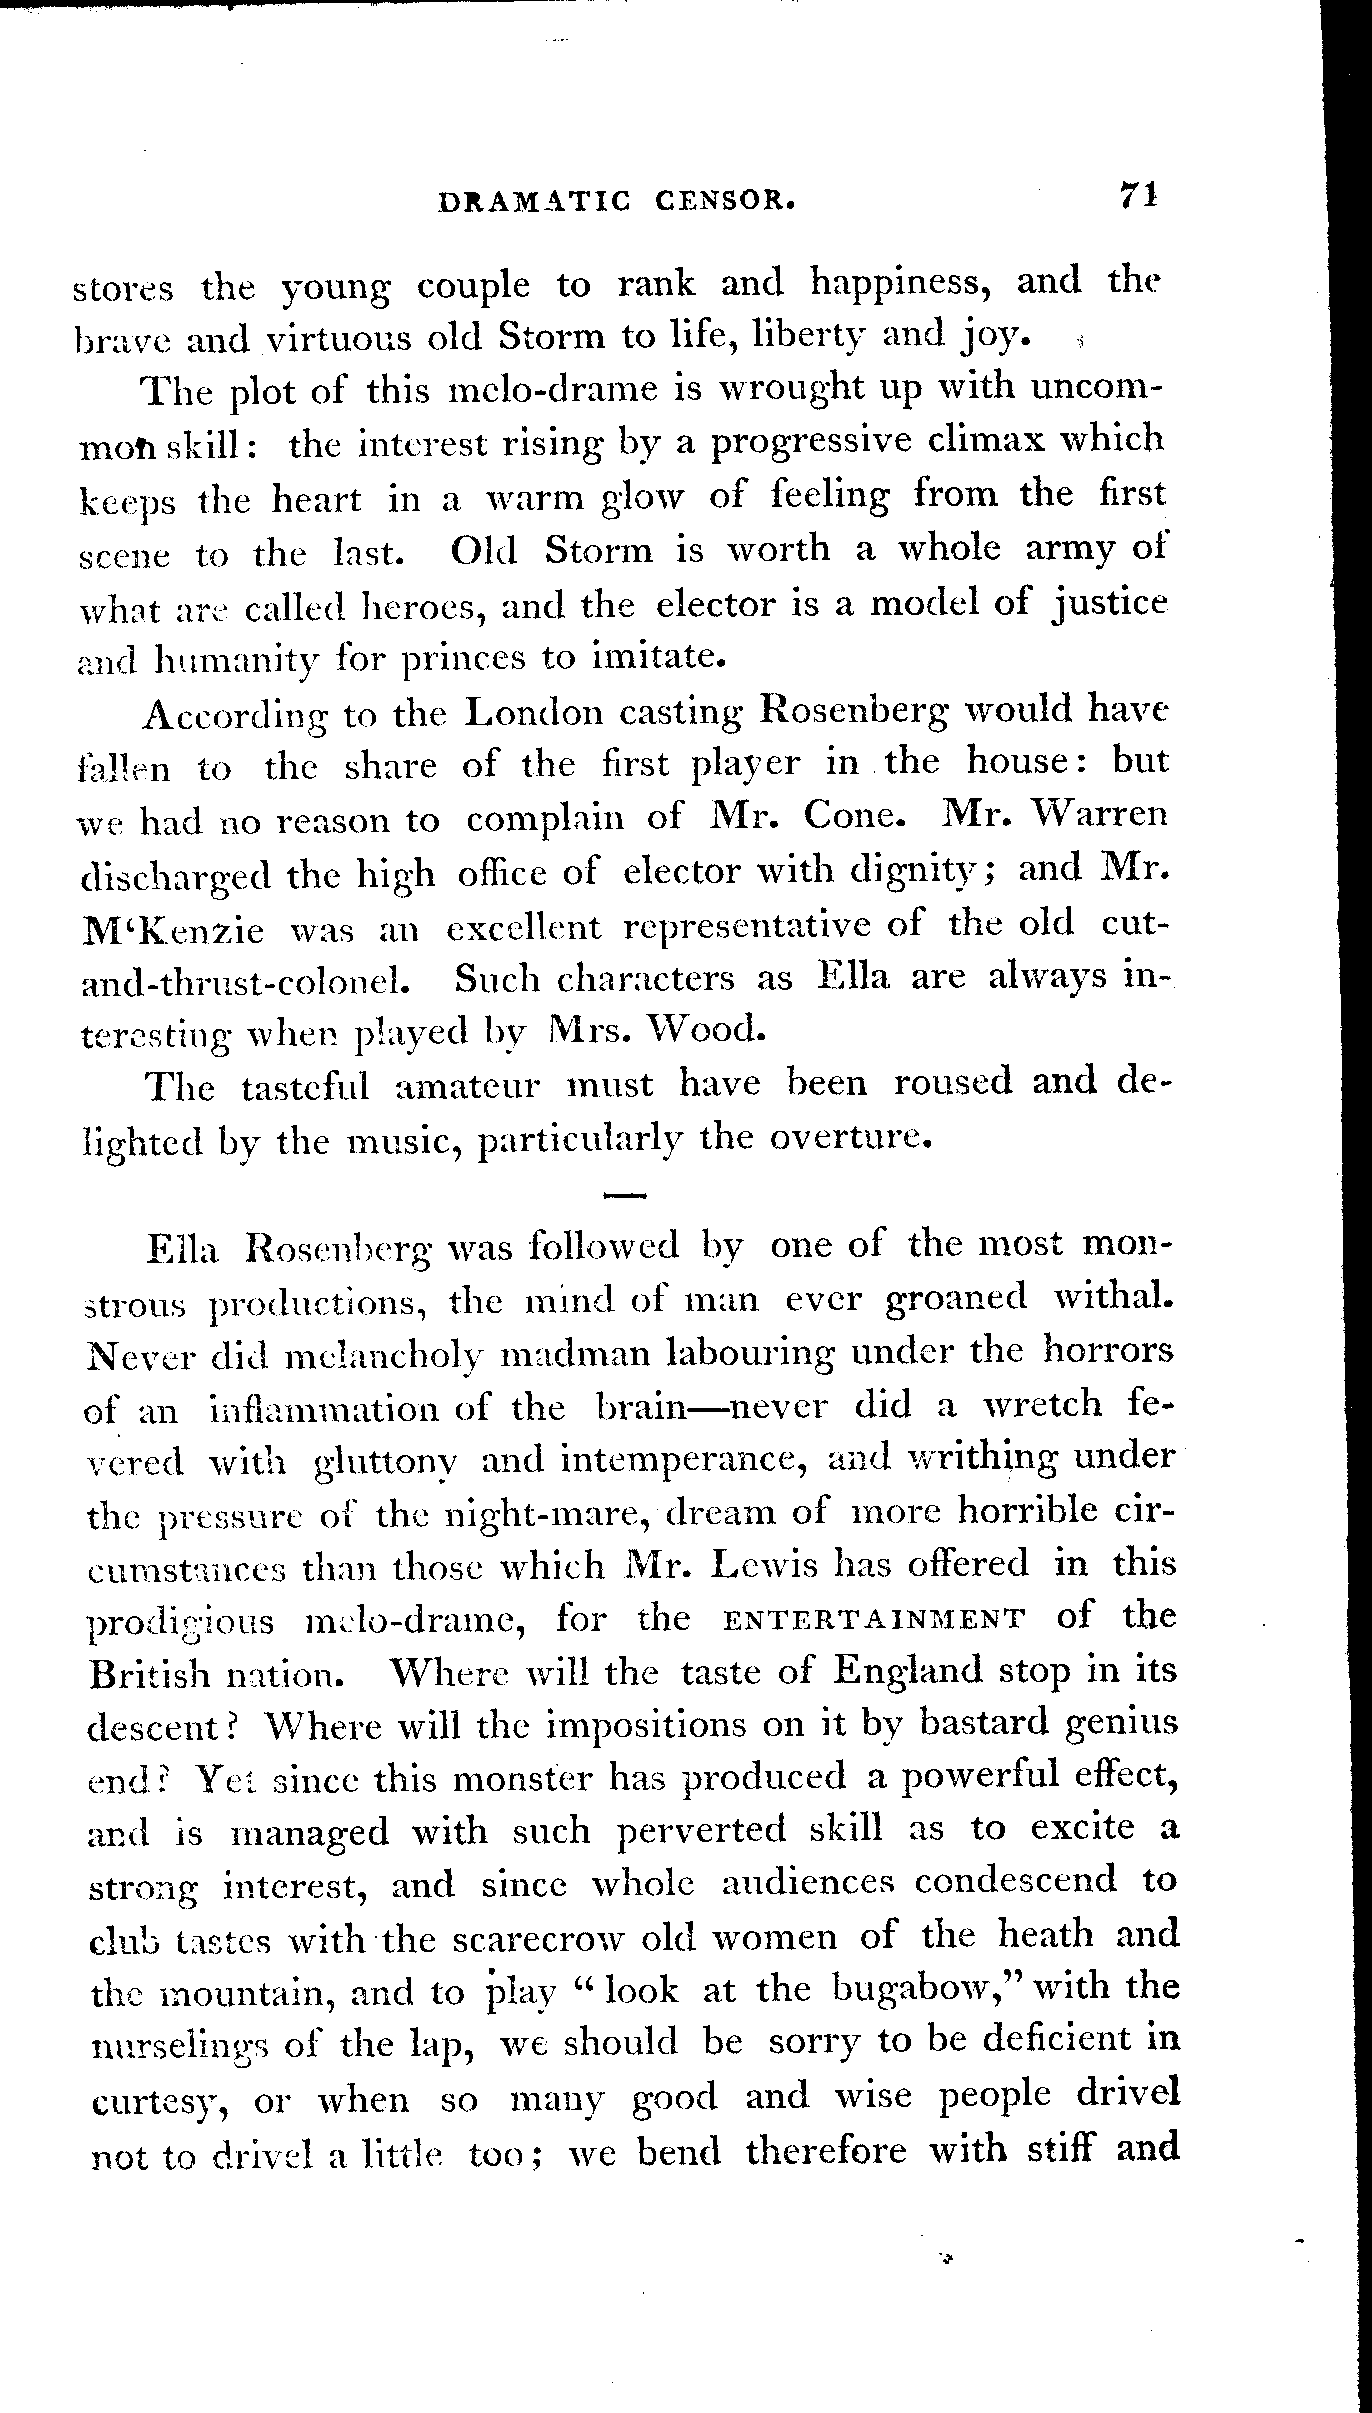 DRAMATIC CENSOR. 71
stores the young couple to rank and happiness, and the
brave and virtuous old Storm to life, liberty and joy.
The plot of this melo-drame is wrought up with uncom-
mon skill: the interest rising by a progressive climax which
keeps the heart in a warm glow of feeling from the first
scene to the last. Old Storm is worth a whole army of
what are called heroes, and the elector is a model of justice
and humanity for princes to imitate.
According to the London casting Rosenberg would have
fallen to the share of the first player in the house: but
we had no reason to complain of Mr. Cone. Mr. Warren
discharged the high office of elector with dignity; and Mr.
M‘Kenzie was an excellent representative of the old cut-
and-thrust-colonel. Such characters as Ella are always in-
teresting when played by Mrs. Wood.
The tasteful amateur must have been roused and de-
lighted by the music, particularly the overture.
Ella Rosenberg was followed by one of the most mon-
strous productions, the mind of man ever groaned withal.
Never did melancholy madman labouring under the horrors
of an inflammation of the brain—never did a wretch fe-
vered with gluttony and intemperance, and writhing under
the pressure of the night-mare, dream of more horrible cir-
cumstances than those which Mr. Lewis has offered in this
prodigious melo-drame, for the ENTERTAINMENT of the
British nation. Where will the taste of England stop in its
descent? Where will the impositions on it by bastard genius
end? Yet since this monster has produced a powerful effect,
and is managed with such perverted skill as to excite a
strong interest, and since whole audiences condescend to
club tastes with the scarecrow old women of the heath and
the mountain, and to play “look at the bugabow,” with the
nurselings of the lap, we should be sorry to be deficient in
curtesy, or when so many good and wise people drivel
not to drivel a little too; we bend therefore with stiff and